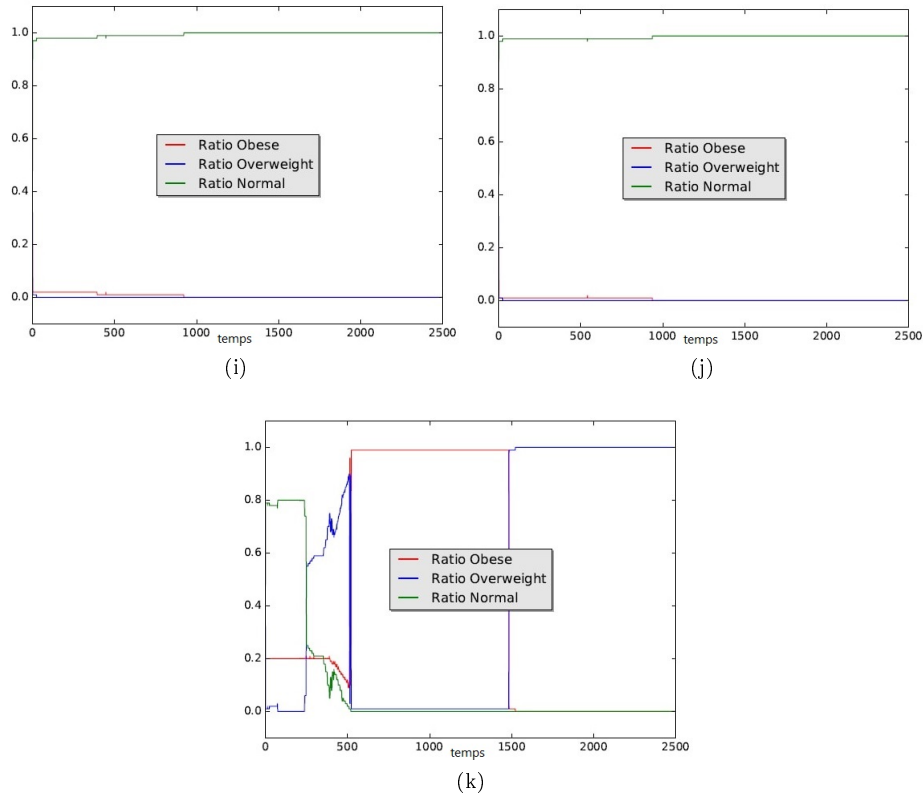 1.0
0.8
0.6
0.4
0.2
0.0
Ratio Obese
Ratio Overweight
Ratio Normal
0 500 1000 1500 2000 2500
temps
(i)
1.0
0.8
0.6
0.4
0.2
0.0
Ratio Obese
Ratio Overweight
Ratio Normal
0 500 1000 1500 2000 2500
temps
(j)
1.0
0.8
0.6
0.4
0.2
0.0
Ratio Obese
Ratio Overweight
Ratio Normal
0 500 1000 1500 2000 2500
temps
(k)